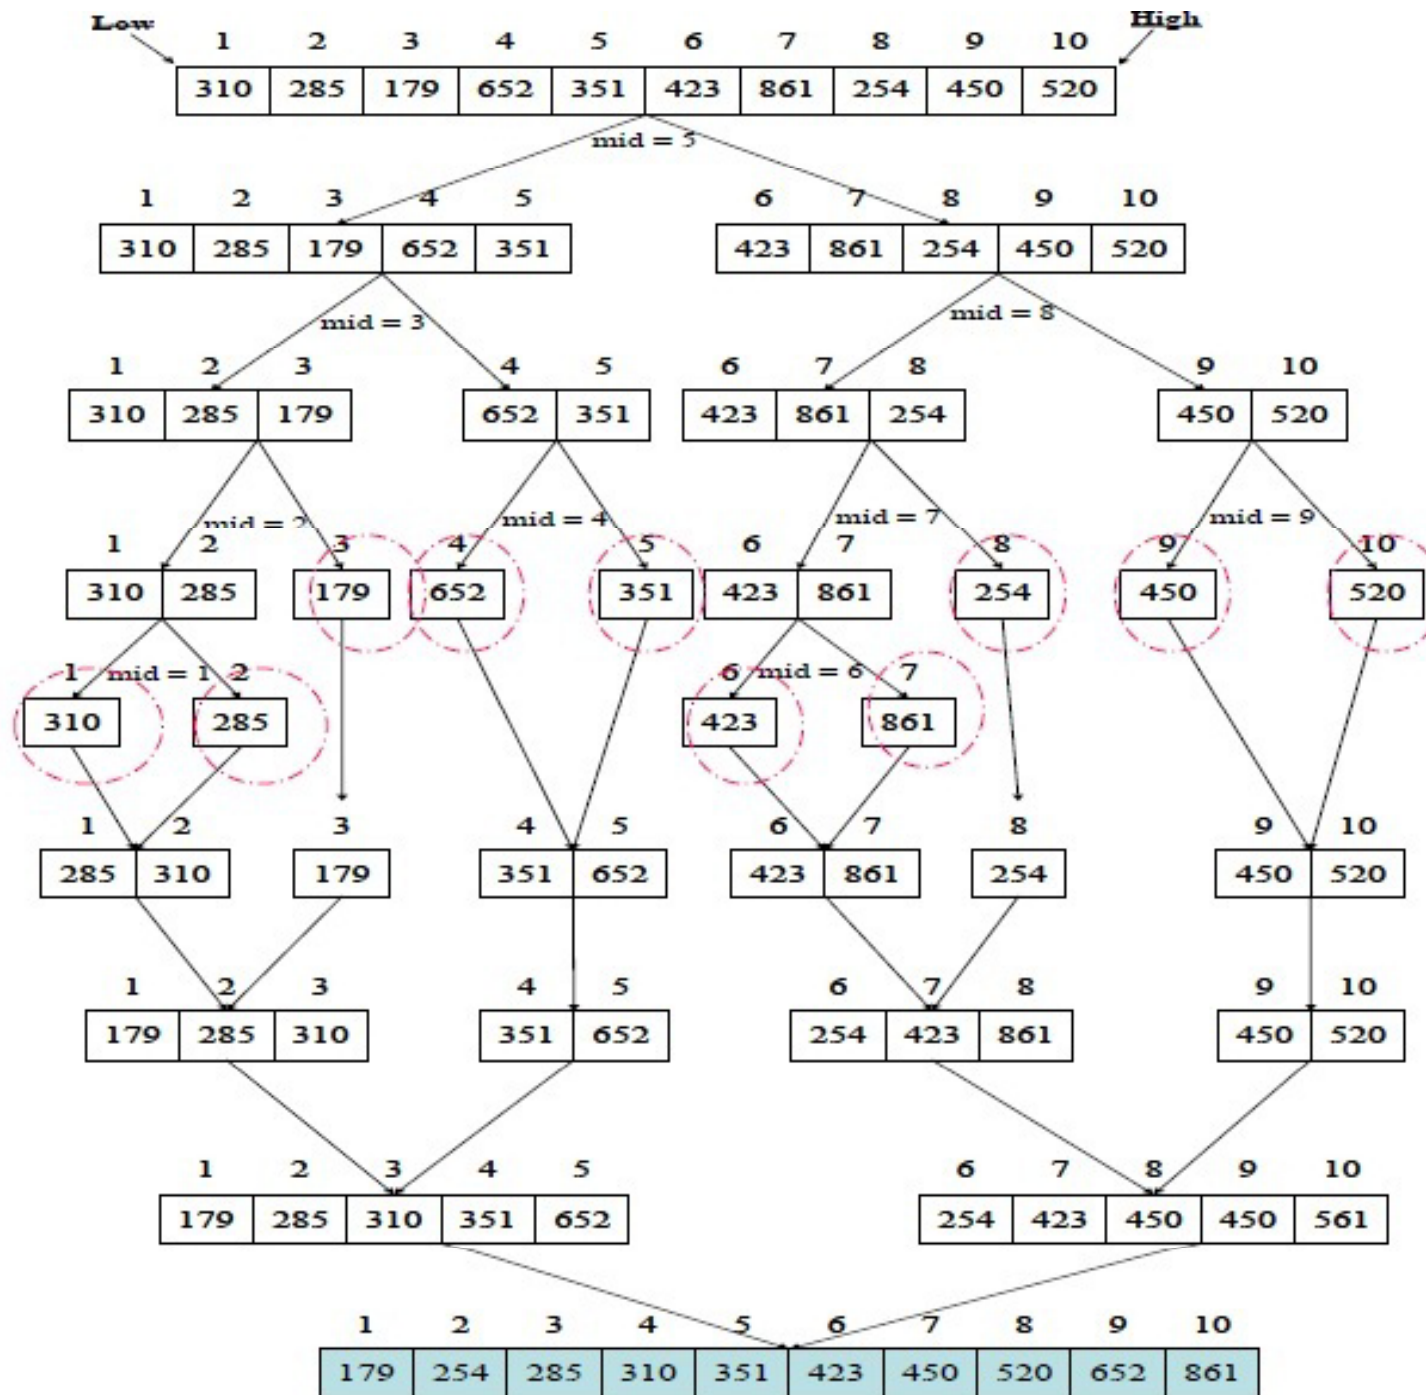 Low High
1 2 3 4 5 6 7 8 9 10
310 285 179 652 351 423 861 254 450 520
mid = 5
1 2 3 4 5 6 7 8 9 10
310 285 179 652 351 423 861 254 450 520
mid = 3 mid = 8
1 2 3 4 5 6 7 8 9 10
310 285 179 652 351 423 861 254 450 520
mid = 2 mid = 4 mid = 7 mid = 9
1 2 3 4 5 6 7 8 9 10
310 285 179 652 351 423 861 254 450 520
1 mid = 1 2 6 mid = 6 7
310 285 423 861
1 2 3 4 5 6 7 8 9 10
285 310 179 351 652 423 861 254 450 520
1 2 3 4 5 6 7 8 9 10
179 285 310 351 652 254 423 861 450 520
1 2 3 4 5 6 7 8 9 10
179 285 310 351 652 254 423 450 450 561
1 2 3 4 5 6 7 8 9 10
179 254 285 310 351 423 450 520 652 861